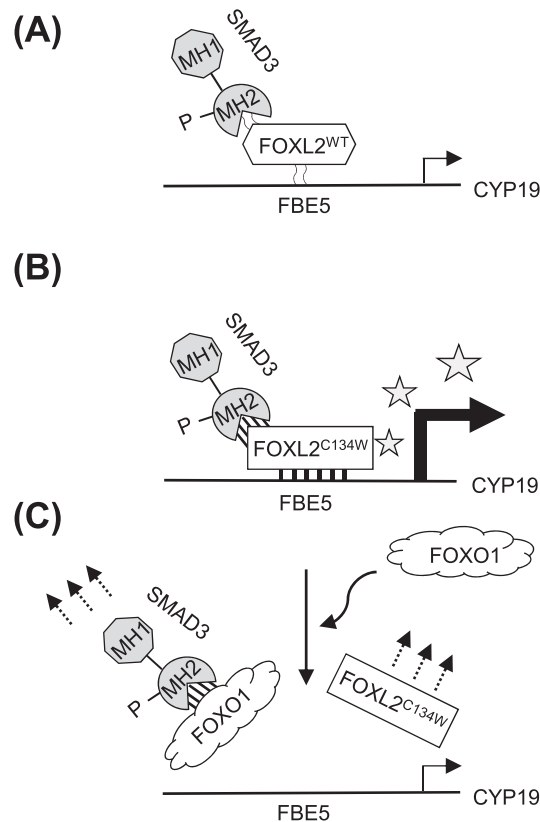 (A)
SMAD3
MH1
MH2
P
FOXL2WT
CYP19
FBE5
(B)
SMAD3
MH1
MH2
P
FOXL2C134W
CYP19
FBE5
(C)
FOXO1
SMAD3
MH1
MH2
P
FOXO1
FOXL2C134W
CYP19
FBE5